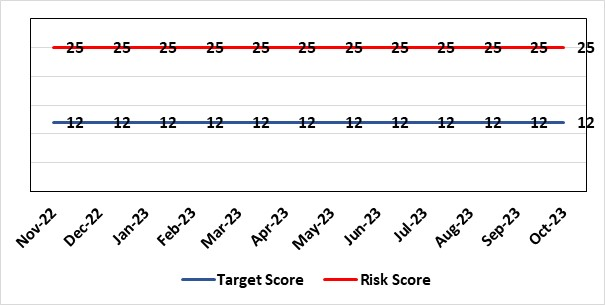 25 25 25 25 25 25 25 25 25 25 25 25
12 12 12 12 12 12 12 12 12 12 12 12
Nov-22 Dec-22 Jan-23 Feb-23 Mar-23 Apr-23 May-23 Jun-23 Jul-23 Aug-23 Sep-23 Oct-23
Target Score Risk Score